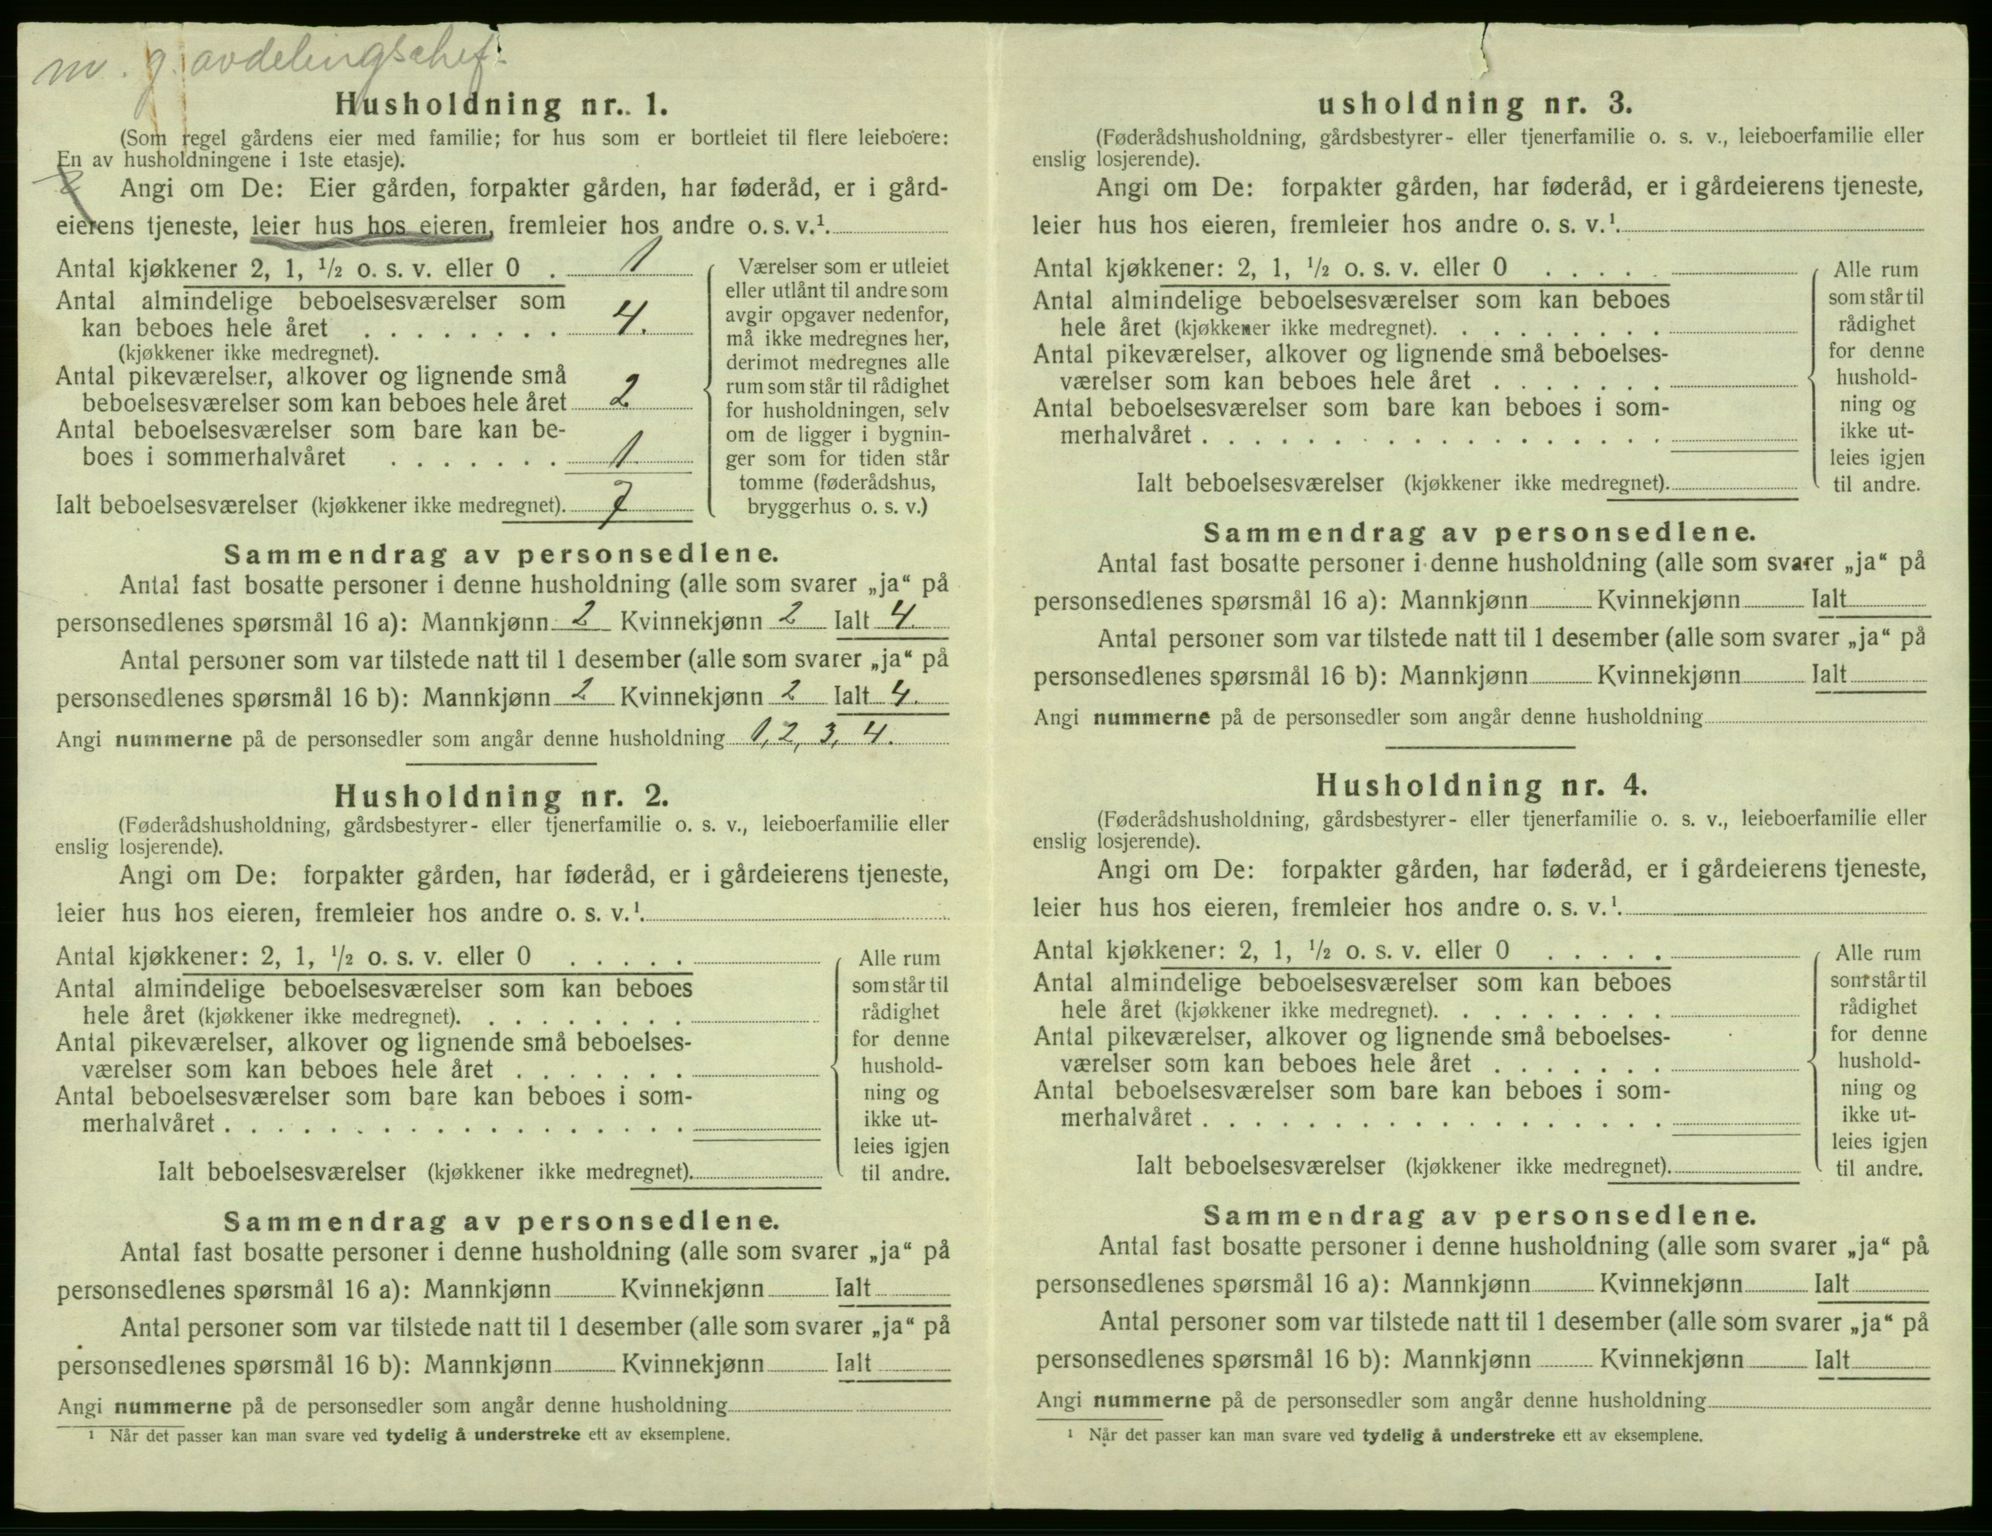 m. g. avdelingschef.
Husholdning nr. 1.
(Som regel gårdens eier med familie; for hus som er bortleiet til flere leieboere:
En av husholdningene i 1ste etasje).
Angi om De: Eier gården, forpakter gården, har føderåd, er i gård-
eierens tjeneste, leier hus hos eieren, fremleier hos andre o. s. v.¹
Antal kjøkkener 2, 1, ½ o. s. v. eller 0 . 1
Antal almindelige beboelsesværelser som
kan beboes hele året . . . . . . . . 4.
(kjøkkener ikke medregnet).
Antal pikeværelser, alkover og lignende små
beboelsesværelser som kan beboes hele året 2
Antal beboelsesværelser som bare kan be-
boes i sommerhalvåret . . . . . . . 1.
Ialt beboelsesværelser (kjøkkener ikke medregnet). 7
Værelser som er utleiet
eller utlånt til andre som
avgir opgaver nedenfor,
må ikke medregnes her,
derimot medregnes alle
rum som står til rådighet
for husholdningen, selv
om de ligger i bygnin-
ger som for tiden står
tomme (føderådshus,
bryggerhus o. s. v.)
Sammendrag av personsedlene.
Antal fast bosatte personer i denne husholdning (alle som svarer „ja“ på
personsedlenes spørsmål 16 a): Mannkjønn 2 Kvinnekjønn 2 Ialt 4.
Antal personer som var tilstede natt til 1 desember (alle som svarer „ja“ på
personsedlenes spørsmål 16 b): Mannkjønn 2 Kvinnekjønn 2 Ialt 4.
Angi nummerne på de personsedler som angår denne husholdning 1, 2, 3, 4.
Husholdning nr. 2.
(Føderådshusholdning, gårdsbestyrer- eller tjenerfamilie o. s. v., leieboerfamilie eller
enslig losjerende).
Angi om De: forpakter gården, har føderåd, er i gårdeierens tjeneste,
leier hus hos eieren, fremleier hos andre o. s. v.¹.
Antal kjøkkener: 2, 1, ½ o. s. v. eller 0 . . . . .
Antal almindelige beboelsesværelser som kan beboes
hele året (kjøkkener ikke medregnet). . . . . . . . .
Antal pikeværelser, alkover og lignende små beboelses-
værelser som kan beboes hele året . . . . . . .
Antal beboelsesværelser som bare kan beboes i som-
merhalvåret . . . . . . . . . . . . . . . . . .
Ialt beboelsesværelser (kjøkkener ikke medregnet).
Alle rum
som står til
rådighet
for denne
hushold-
ning og
ikke ut-
leies igjen
til andre.
Sammendrag av personsedlene.
Antal fast bosatte personer i denne husholdning (alle som svarer „ja“ på
personsedlenes spørsmål 16 a): Mannkjønn Kvinnekjønn Ialt
Antal personer som var tilstede natt til 1 desember (alle som svarer „ja“ på
personsedlenes spørsmål 16 b): Mannkjønn Kvinnekjønn Ialt
Angi nummerne på de personsedler som angår denne husholdning
¹ Når det passer kan man svare ved tydelig å understreke ett av eksemplene.
usholdning nr. 3.
(Føderådshusholdning, gårdsbestyrer- eller tjenerfamilie o. s. v., leieboerfamilie eller
enslig losjerende).
Angi om De: forpakter gården, har føderåd, er i gårdeierens tjeneste,
leier hus hos eieren, fremleier hos andre o. s. v.¹.
Antal kjøkkener: 2, 1, ½ o. s. v. eller 0 . . . . .
Antal almindelige beboelsesværelser som kan beboes
hele året (kjøkkener ikke medregnet). . . . . . . . .
Antal pikeværelser, alkover og lignende små beboelses-
værelser som kan beboes hele året . . . . . . .
Antal beboelsesværelser som bare kan beboes i som-
merhalvåret . . . . . . . . . . . . . . . . . .
Ialt beboelsesværelser (kjøkkener ikke medregnet).
Alle rum
som står til
rådighet
for denne
hushold-
ning og
ikke ut-
leies igjen
til andre.
Sammendrag av personsedlene.
Antal fast bosatte personer i denne husholdning (alle som svarer „ja“ på
personsedlenes spørsmål 16 a): Mannkjønn Kvinnekjønn Ialt
Antal personer som var tilstede natt til 1 desember (alle som svarer „ja“ på
personsedlenes spørsmål 16 b): Mannkjønn Kvinnekjønn Ialt
Angi nummerne på de personsedler som angår denne husholdning
Husholdning nr. 4.
(Føderådshusholdning, gårdsbestyrer- eller tjenerfamilie o. s. v., leieboerfamilie eller
enslig losjerende).
Angi om De: forpakter gården, har føderåd, er i gårdeierens tjeneste,
leier hus hos eieren, fremleier hos andre o. s. v.¹.
Antal kjøkkener: 2, 1, ½ o. s. v. eller 0 . . . . .
Antal almindelige beboelsesværelser som kan beboes
hele året (kjøkkener ikke medregnet). . . . . . . . .
Antal pikeværelser, alkover og lignende små beboelses-
værelser som kan beboes hele året . . . . . . .
Antal beboelsesværelser som bare kan beboes i som-
merhalvåret . . . . . . . . . . . . . . . . . .
Ialt beboelsesværelser (kjøkkener ikke medregnet).
Alle rum
som står til
rådighet
for denne
hushold-
ning og
ikke ut-
leies igjen
til andre.
Sammendrag av personsedlene.
Antal fast bosatte personer i denne husholdning (alle som svarer „ja“ på
personsedlenes spørsmål 16 a): Mannkjønn Kvinnekjønn Ialt
Antal personer som var tilstede natt til 1 desember (alle som svarer „ja“ på
personsedlenes spørsmål 16 b): Mannkjønn Kvinnekjønn Ialt
Angi nummerne på de personsedler som angår denne husholdning
¹ Når det passer kan man svare ved tydelig å understreke ett av eksemplene.